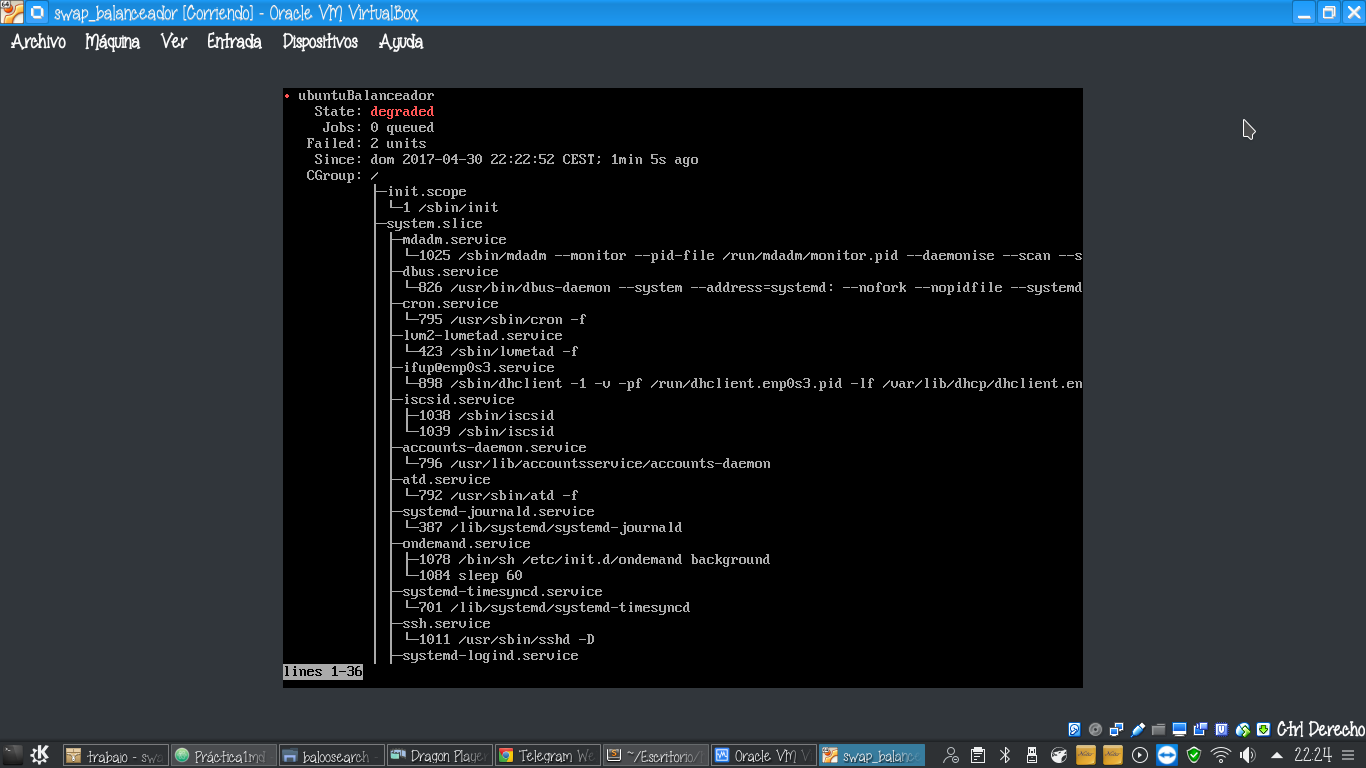 swap_balanceador [Corriendo] - Oracle VM VirtualBox
Archivo Máquina Ver Entrada Dispositivos Ayuda
● ubuntuBalanceador
State: degraded
Jobs: 0 queued
Failed: 2 units
Since: dom 2017-04-30 22:22:52 CEST; 1min 5s ago
CGroup: /
├─init.scope
│ └─1 /sbin/init
├─system.slice
├─mdadm.service
│ └─1025 /sbin/mdadm --monitor --pid-file /run/mdadm/monitor.pid --daemonise --scan --s
├─dbus.service
│ └─826 /usr/bin/dbus-daemon --system --address=systemd: --nofork --nopidfile --systemd
├─cron.service
│ └─795 /usr/sbin/cron -f
├─lvm2-lvmetad.service
│ └─423 /sbin/lvmetad -f
├─ifup@enp0s3.service
│ └─898 /sbin/dhclient -1 -v -pf /run/dhclient.enp0s3.pid -lf /var/lib/dhcp/dhclient.en
├─iscsid.service
│ ├─1038 /sbin/iscsid
│ └─1039 /sbin/iscsid
├─accounts-daemon.service
│ └─796 /usr/lib/accountsservice/accounts-daemon
├─atd.service
│ └─792 /usr/sbin/atd -f
├─systemd-journald.service
│ └─387 /lib/systemd/systemd-journald
├─ondemand.service
│ ├─1078 /bin/sh /etc/init.d/ondemand background
│ └─1084 sleep 60
├─systemd-timesyncd.service
│ └─701 /lib/systemd/systemd-timesyncd
├─ssh.service
│ └─1011 /usr/sbin/sshd -D
├─systemd-logind.service
lines 1-36
Ctrl Derecho
trabajo - swa Práctica1.md baloosearch Dragon Player Telegram We ~/Escritorio/ Oracle VM V swap_balance 22:24